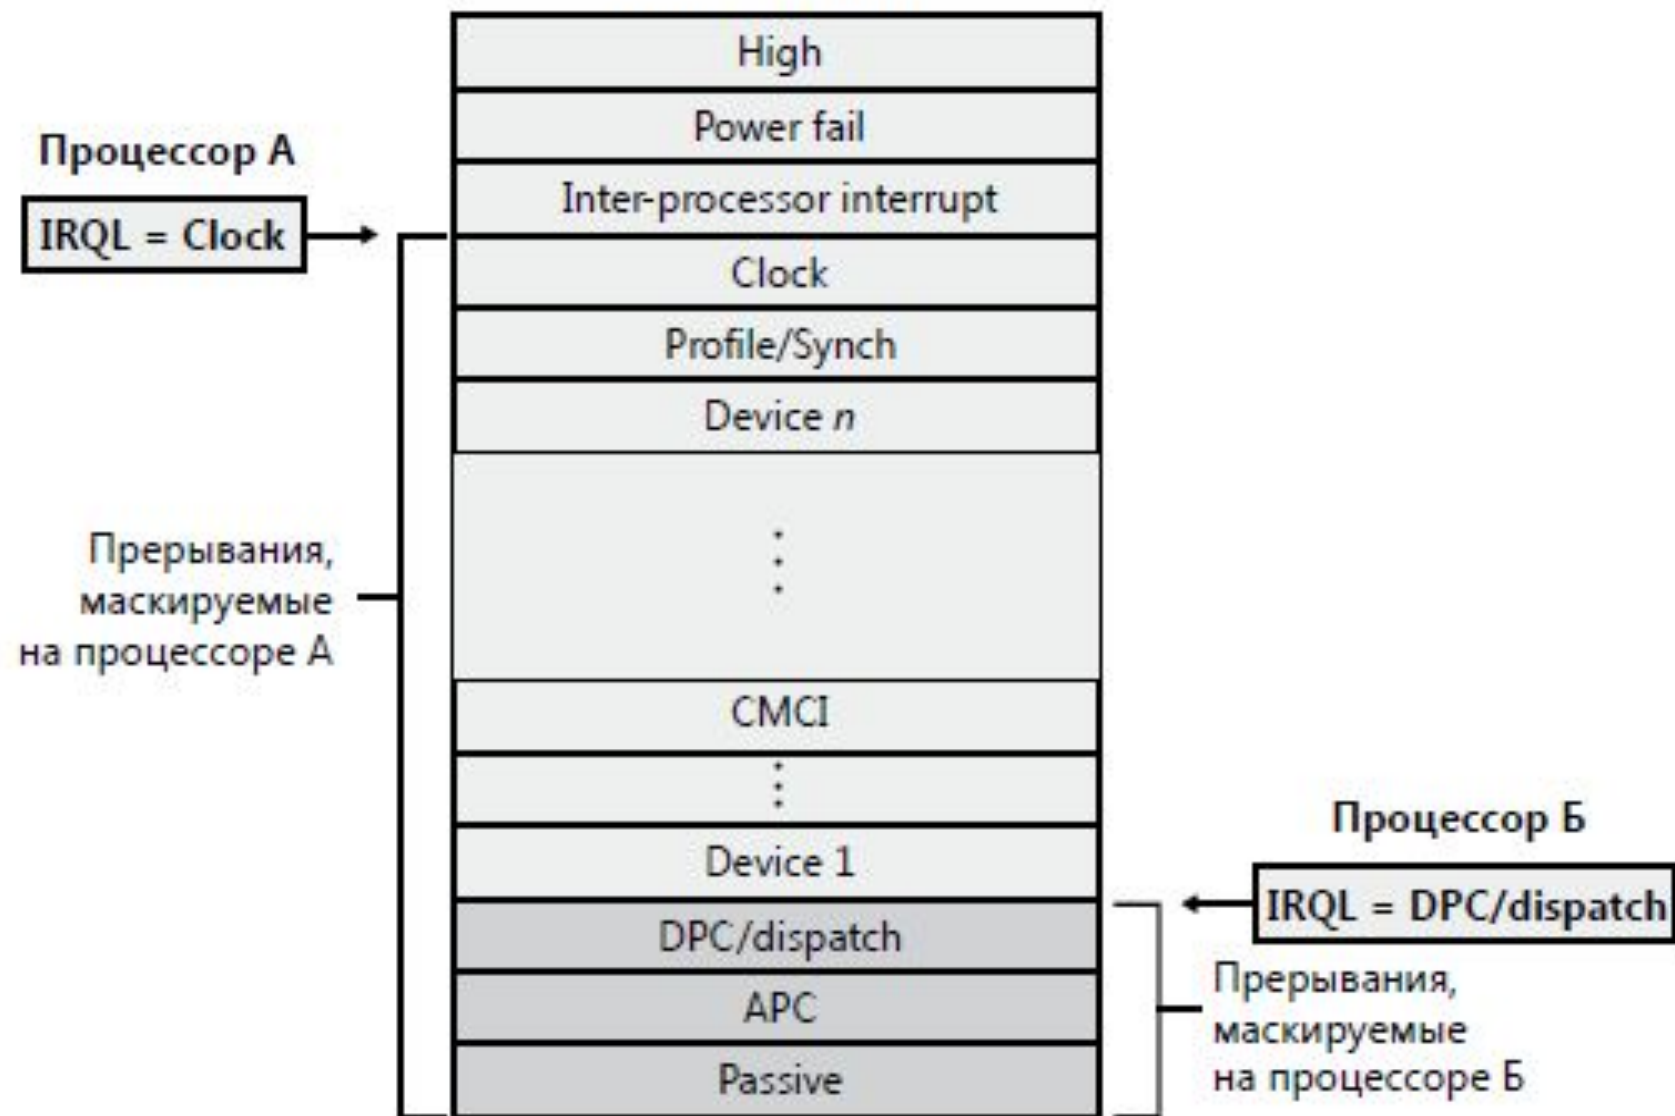 High
Power fail
Inter-processor interrupt
Clock
Profile/Synch
Device n
CMCI
Device 1
DPC/dispatch
APC
Passive
Процессор А
IRQL = Clock
Прерывания,
маскируемые
на процессоре А
Процессор Б
IRQL = DPC/dispatch
Прерывания,
маскируемые
на процессоре Б